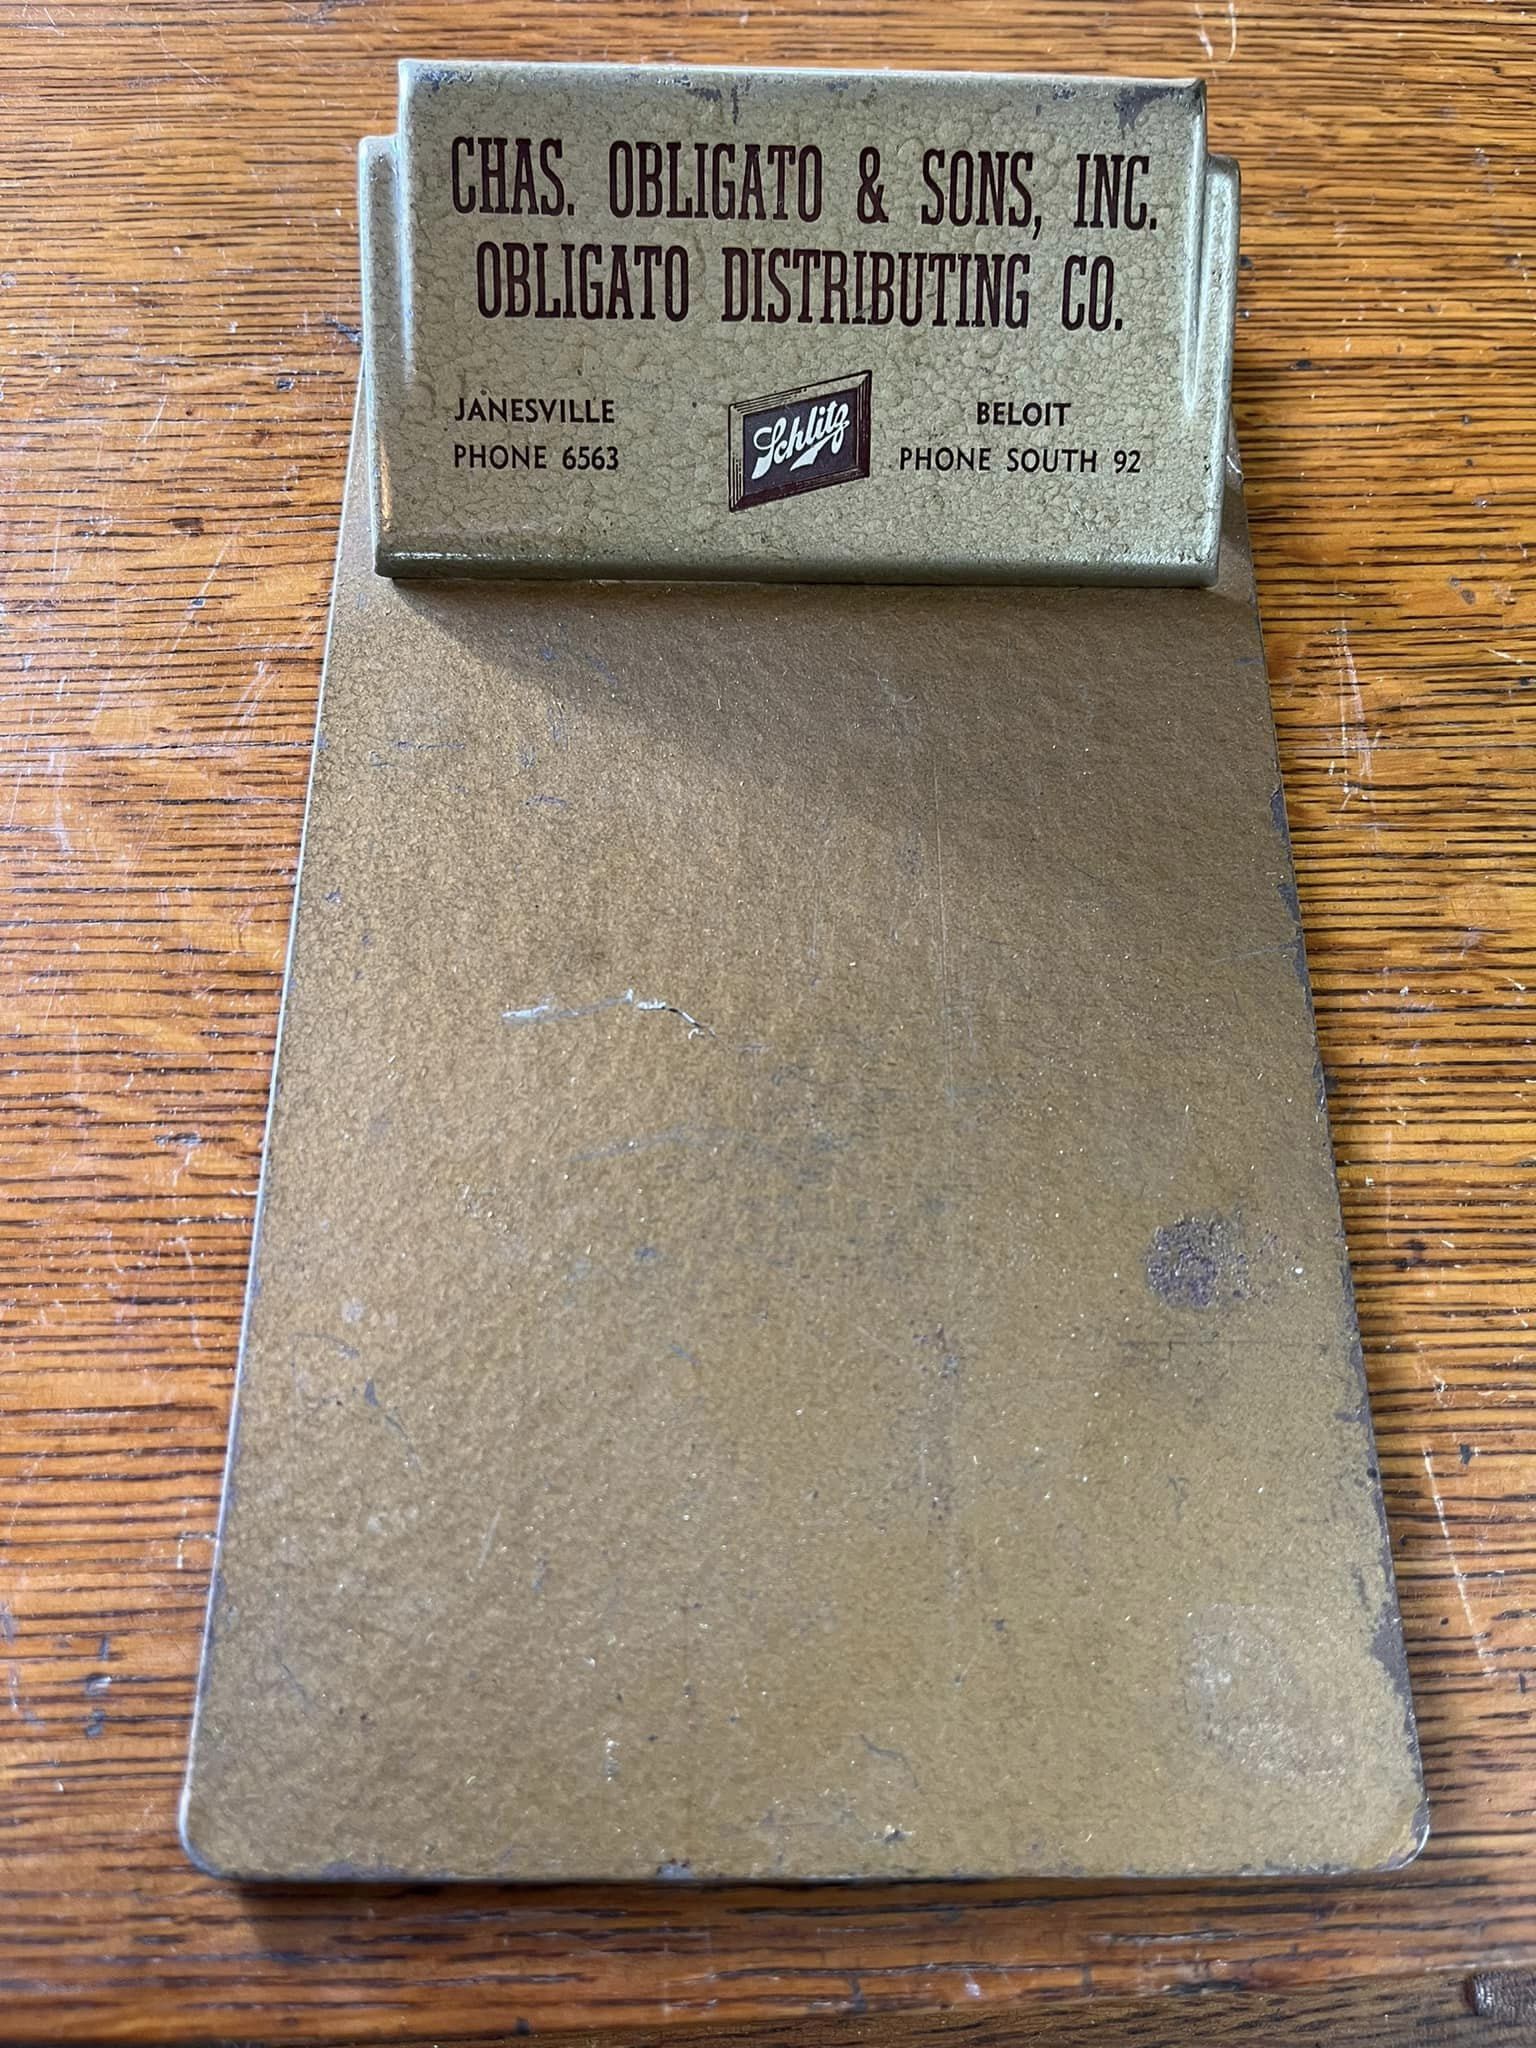 CHAS. OBLIGATO & SONS, INC.
OBLIGATO DISTRIBUTING CO.
JANESVILLE
PHONE 6563
Schlitz
BELOIT
PHONE SOUTH 92